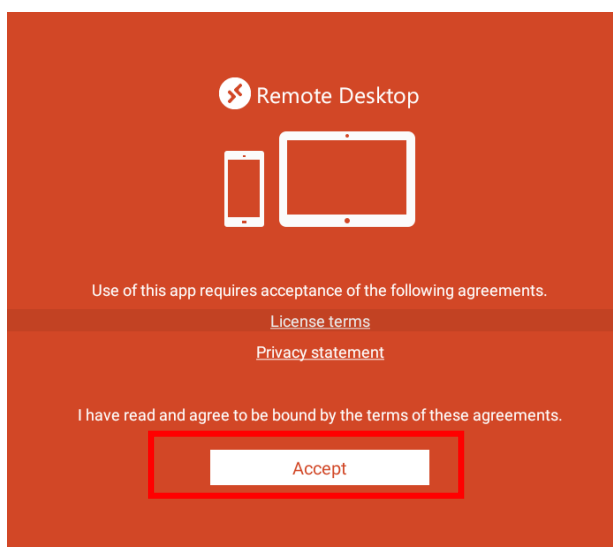 Remote Desktop
Use of this app requires acceptance of the following agreements.
License terms
Privacy statement
I have read and agree to be bound by the terms of these agreements.
Accept